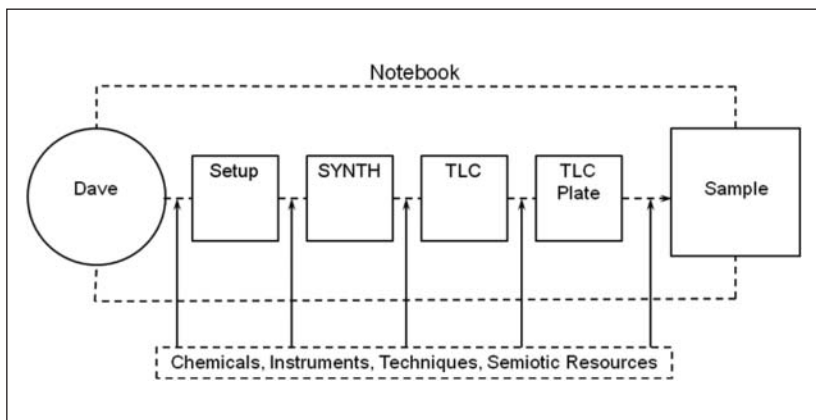 Notebook
Dave
Setup
SYNTH
TLC
TLC
Plate
Sample
Chemicals, Instruments, Techniques, Semiotic Resources